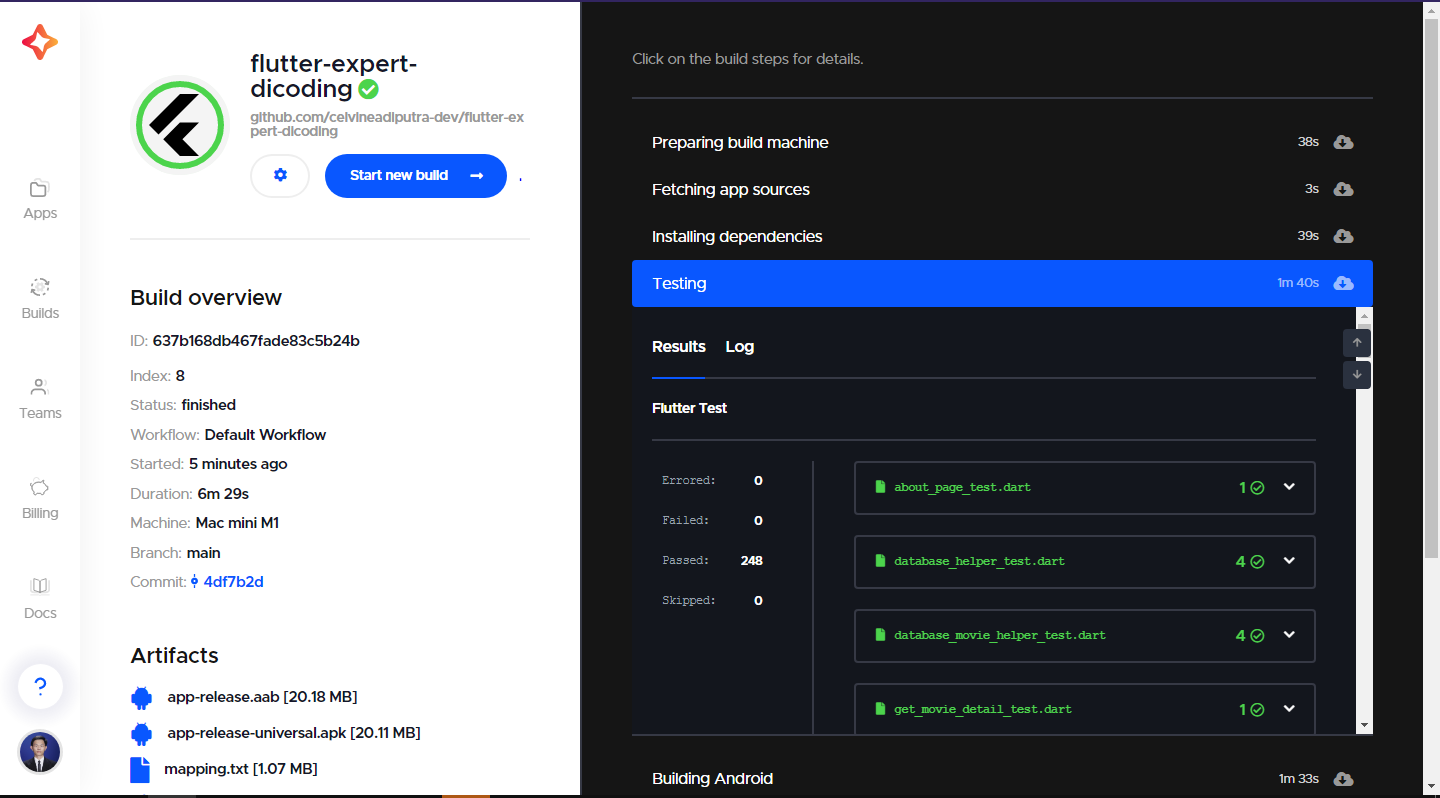 flutter-expert-
dicoding
github.com/celvineadiputra-dev/flutter-ex
pert-dicoding
Start new build
Apps
Builds
Teams
Billing
Docs
?
Build overview
ID: 637b168db467fade83c5b24b
Index: 8
Status: finished
Workflow: Default Workflow
Started: 5 minutes ago
Duration: 6m 29s
Machine: Mac mini M1
Branch: main
Commit: 4df7b2d
Artifacts
app-release.aab [20.18 MB]
app-release-universal.apk [20.11 MB]
mapping.txt [1.07 MB]
Click on the build steps for details.
Preparing build machine 38s
Fetching app sources 3s
Installing dependencies 39s
Testing 1m 40s
Results Log
Flutter Test
Errored: 0
Failed: 0
Passed: 248
Skipped: 0
about_page_test.dart 1
database_helper_test.dart 4
database_movie_helper_test.dart 4
get_movie_detail_test.dart 1
Building Android 1m 33s